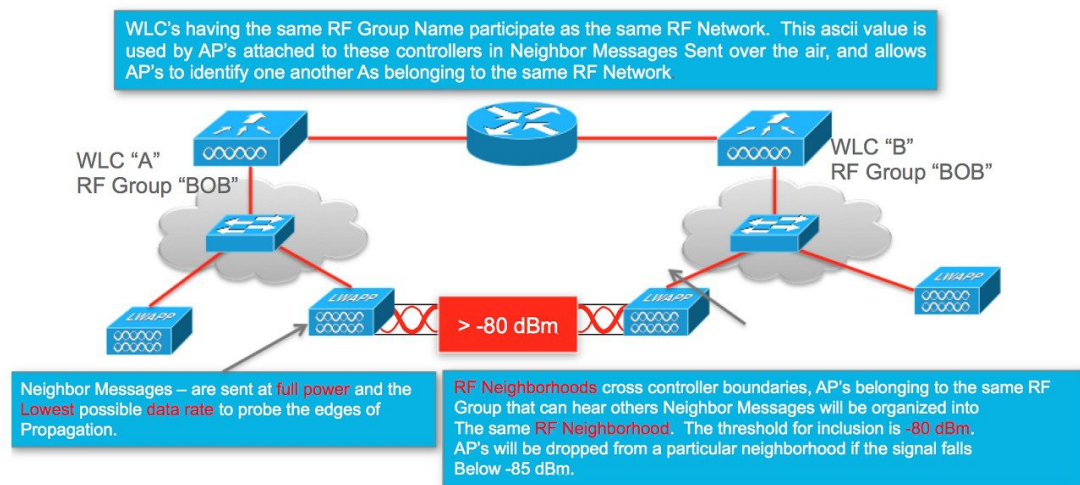 WLC's having the same RF Group Name participate as the same RF Network. This ascii value is
used by AP's attached to these controllers in Neighbor Messages Sent over the air, and allows
AP's to identify one another As belonging to the same RF Network.
WLC "A"
RF Group "BOB"
WLC "B"
RF Group "BOB"
LWAPP
LWAPP
> -80 dBm
LWAPP
LWAPP
Neighbor Messages – are sent at full power and the
Lowest possible data rate to probe the edges of
Propagation.
RF Neighborhoods cross controller boundaries, AP's belonging to the same RF
Group that can hear others Neighbor Messages will be organized into
The same RF Neighborhood. The threshold for inclusion is -80 dBm.
AP's will be dropped from a particular neighborhood if the signal falls
Below -85 dBm.